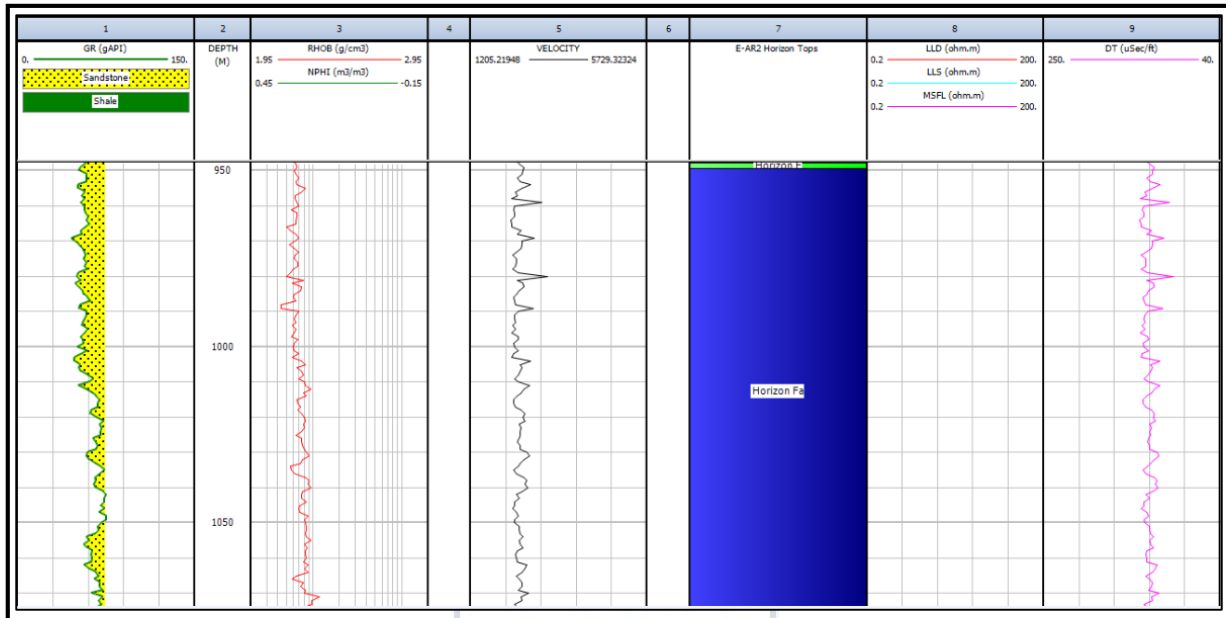 1 2 3 4 5 6 7 8 9
GR (gAPI)
0. 150.
Sandstone
Shale
DEPTH
(M)
RHOB (g/cm3)
1.95 2.95
NPHI (m3/m3)
0.45 -0.15
VELOCITY
1205.21948 5729.32324
E-AR2 Horizon Tops
LLD (ohm.m)
0.2 200.
LLS (ohm.m)
0.2 200.
MSFL (ohm.m)
0.2 200.
DT (uSec/ft)
250. 40.
950
1000
1050
Horizon
Horizon Fa